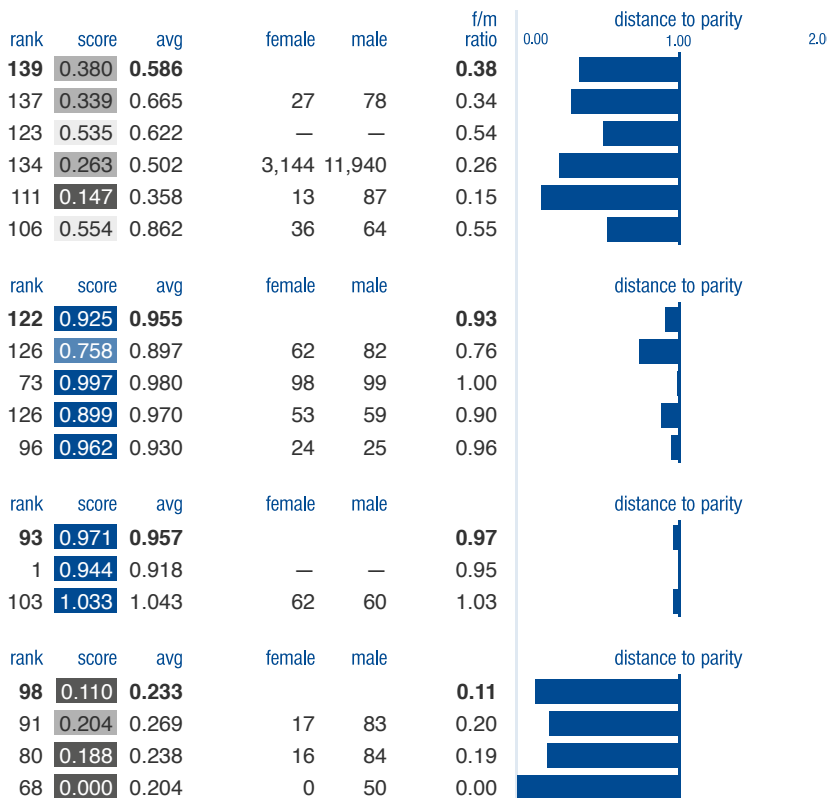 f/m distance to parity
rank score avg female male ratio 0.00 1.00 2.0
139 0.380 0.586 0.38
137 0.339 0.665 27 78 0.34
123 0.535 0.622 — — 0.54
134 0.263 0.502 3,144 11,940 0.26
111 0.147 0.358 13 87 0.15
106 0.554 0.862 36 64 0.55
rank score avg female male distance to parity
122 0.925 0.955 0.93
126 0.758 0.897 62 82 0.76
73 0.997 0.980 98 99 1.00
126 0.899 0.970 53 59 0.90
96 0.962 0.930 24 25 0.96
rank score avg female male distance to parity
93 0.971 0.957 0.97
1 0.944 0.918 — — 0.95
103 1.033 1.043 62 60 1.03
rank score avg female male distance to parity
98 0.110 0.233 0.11
91 0.204 0.269 17 83 0.20
80 0.188 0.238 16 84 0.19
68 0.000 0.204 0 50 0.00